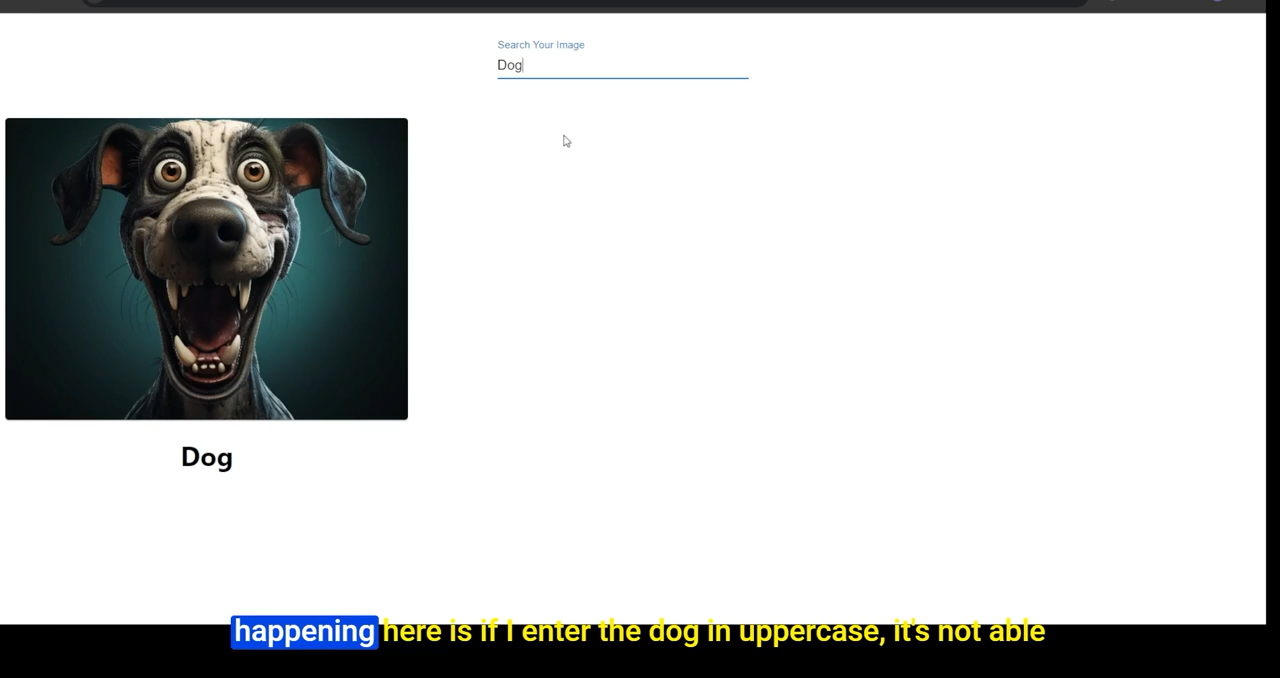 Search Your Image
Dog
Dog
happening here is if I enter the dog in uppercase, it's not able